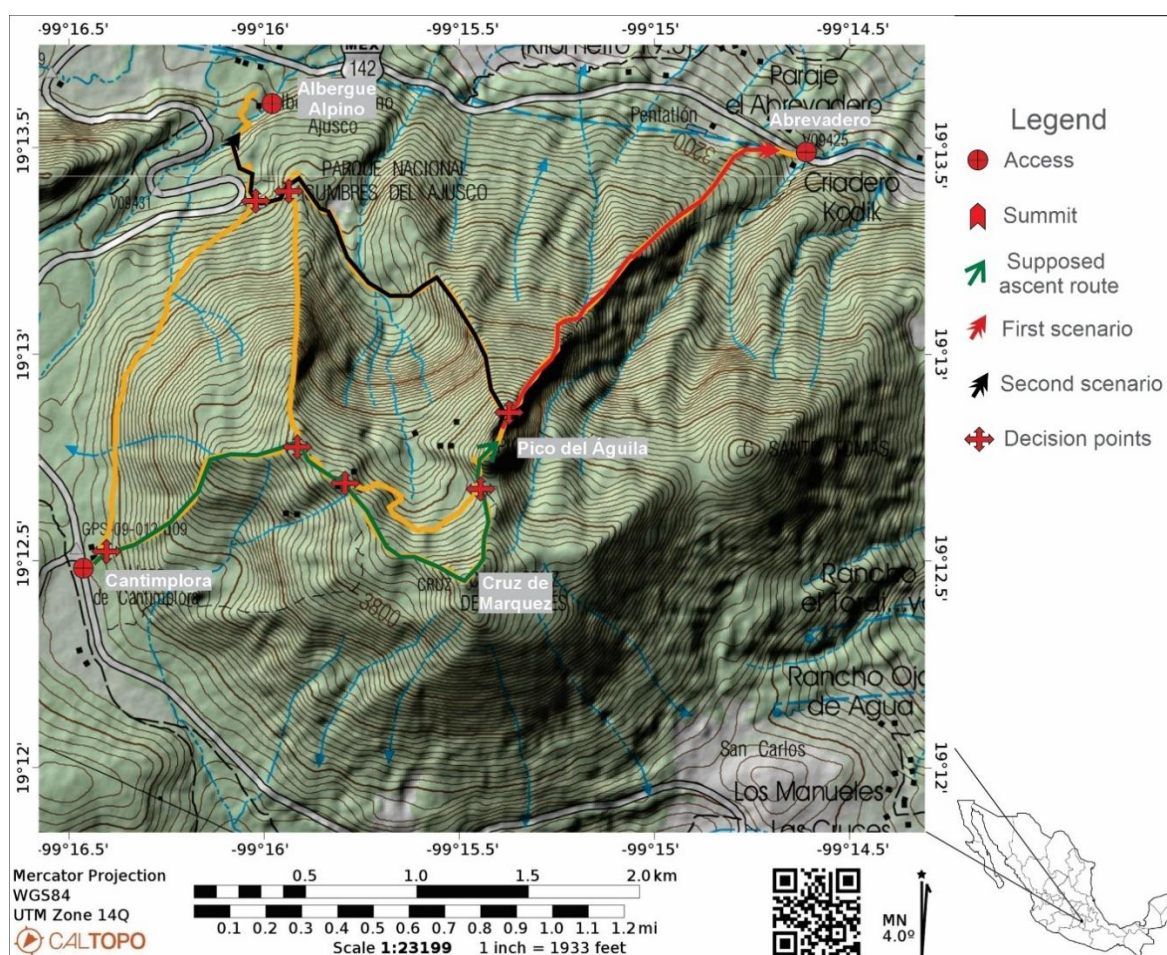 -99°16.5'
-99°16'
-99°15.5'
-99°15'
-99°14.5'
MEX
142
Albergue
Alpino
Ajusco
Paraje
el Abrevadero
Pentatlón
Abrevadero
V09425
3200
Criadero
Kodik
PARQUE NACIONAL
CUMBRES DEL AJUSCO
V09431
19°13.5'
19°13.5'
19°13'
19°13'
Pico del Águila
Cantimplora
de Cantimplora
3800
CRUZ
Cruz de
Marquez
Rancho
19°12.5'
19°12.5'
Rancho Ojo
de Agua
San Carlos
Los Manueles
Las Cruces
19°12'
19°12'
-99°16.5'
-99°16'
-99°15.5'
-99°15'
-99°14.5'
Legend
Access
Summit
Supposed
ascent route
First scenario
Second scenario
Decision points
Mercator Projection
WGS84
UTM Zone 14Q
CALTOPO
0.5 1.0 1.5 2.0 km
0.1 0.2 0.3 0.4 0.5 0.6 0.7 0.8 0.9 1.0 1.1 1.2 mi
Scale 1:23199 1 inch = 1933 feet
MN
4.0º